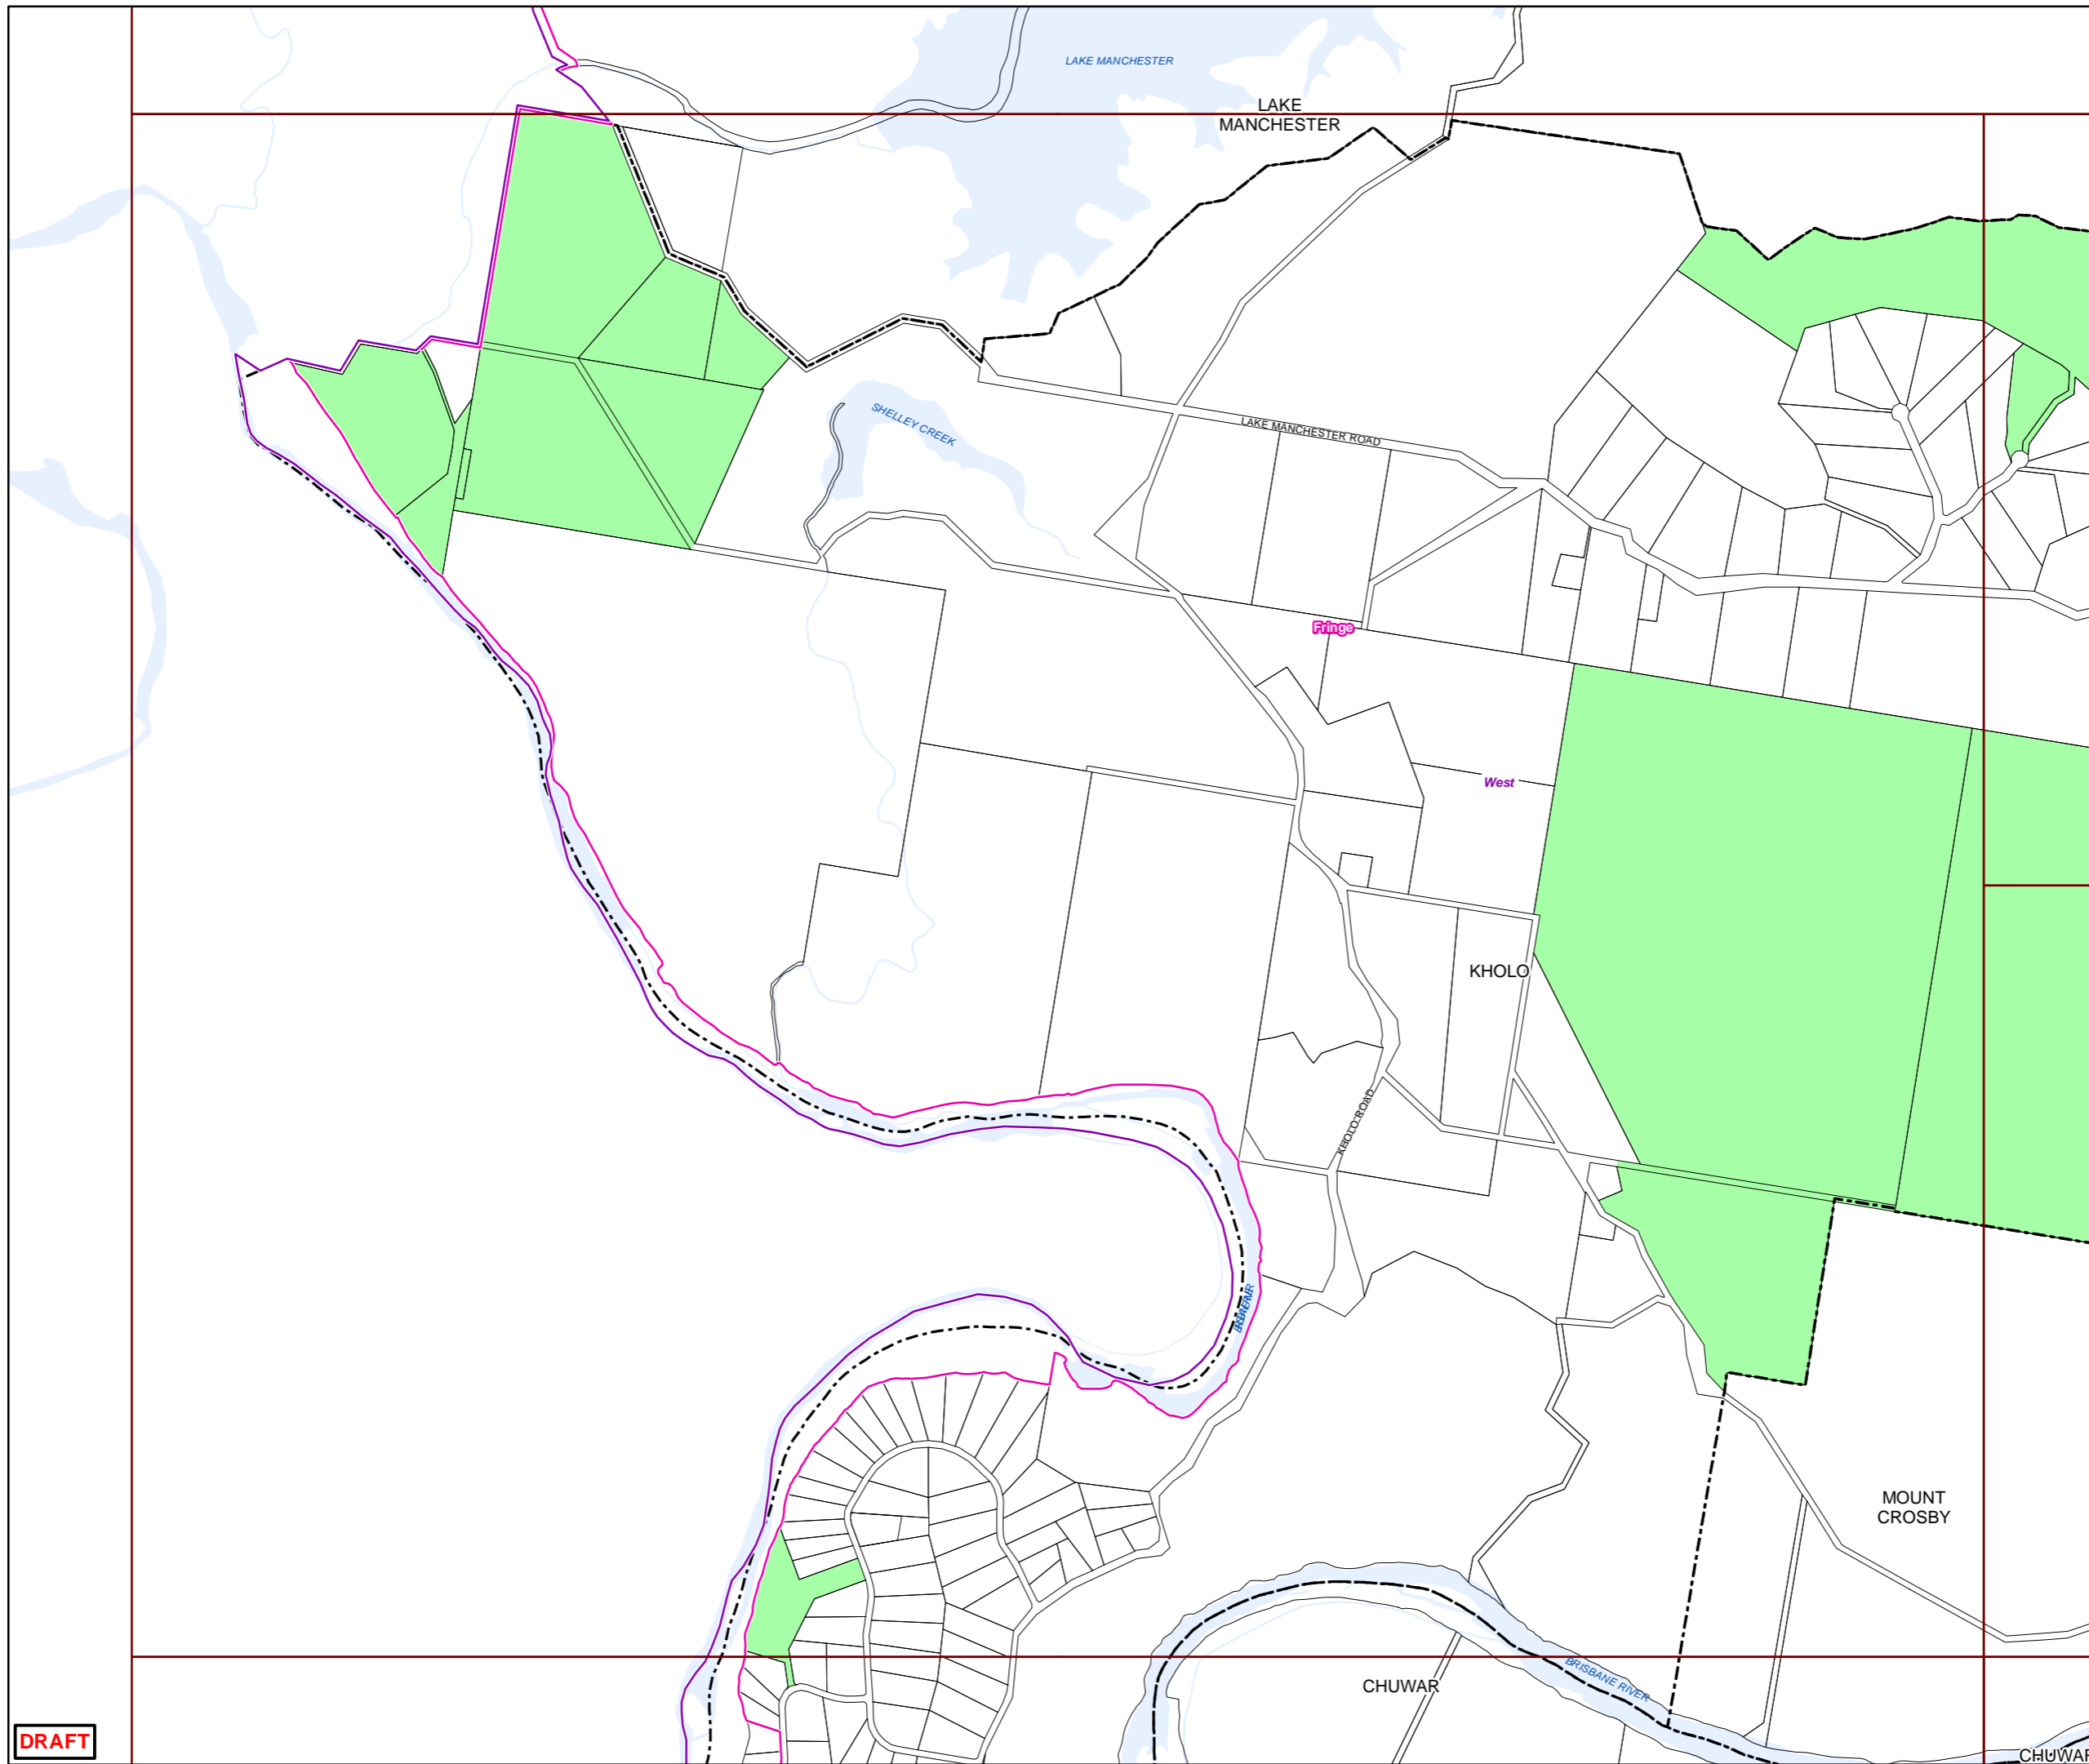 LAKE MANCHESTER
LAKE
MANCHESTER
SHELLEY CREEK
LAKE MANCHESTER ROAD
Fringe
West
KHOLO
KHOLO ROAD
MOUNT
CROSBY
BRISBANE RIVER
CHUWAR
CHUWAR
DRAFT